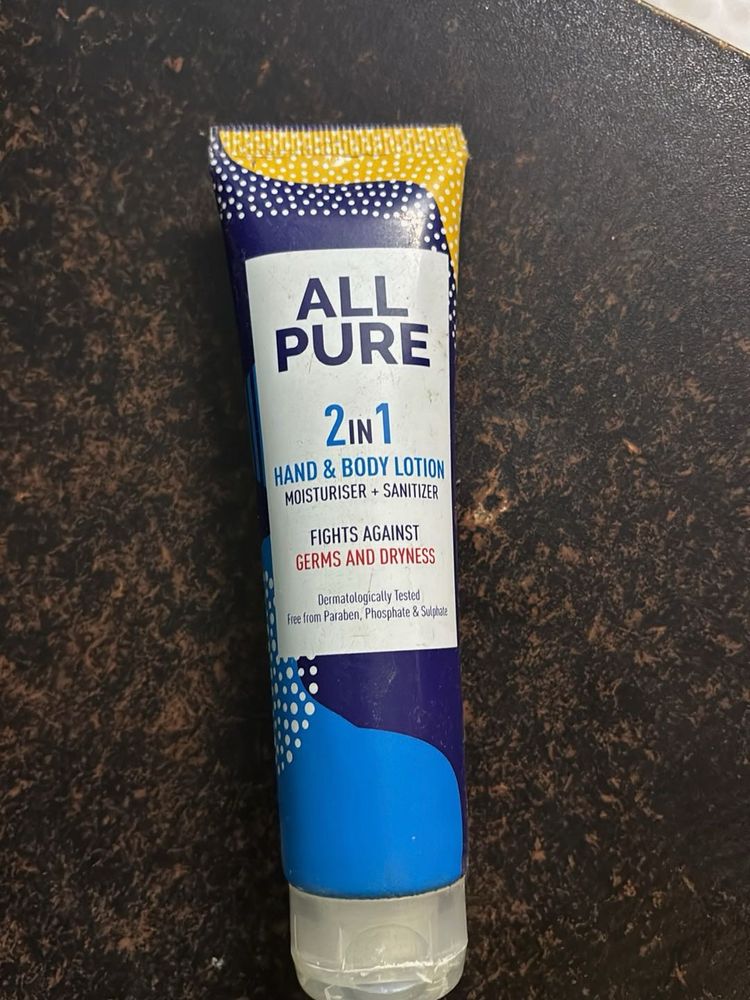 ALL
PURE
2IN1
HAND & BODY LOTION
MOISTURISER + SANITIZER
FIGHTS AGAINST
GERMS AND DRYNESS
Dermatologically Tested
Free from Paraben, Phosphate & Sulphate